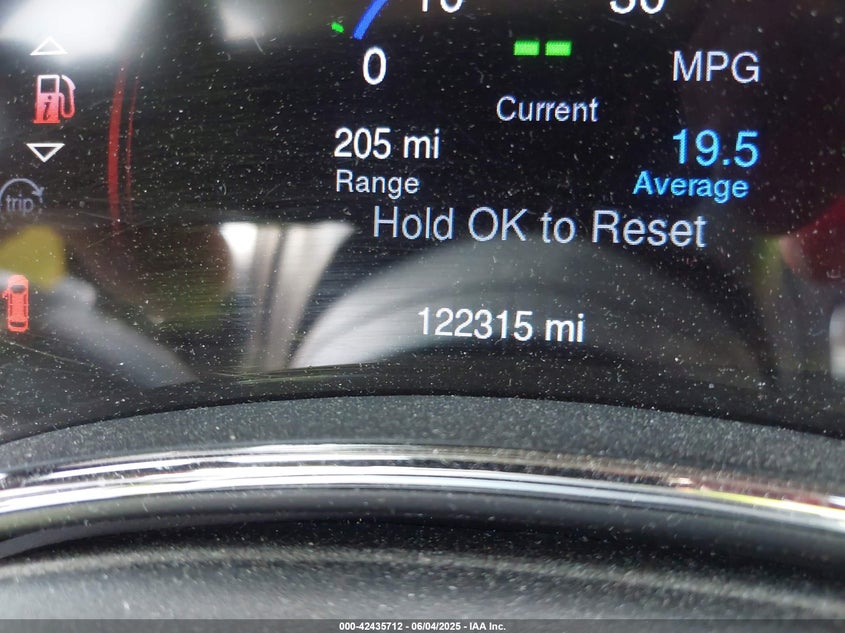 0
MPG
Current
205 mi
19.5
Range
Average
trip
Hold OK to Reset
122315 mi
000-42435712 - 06/04/2025 - IAA Inc.